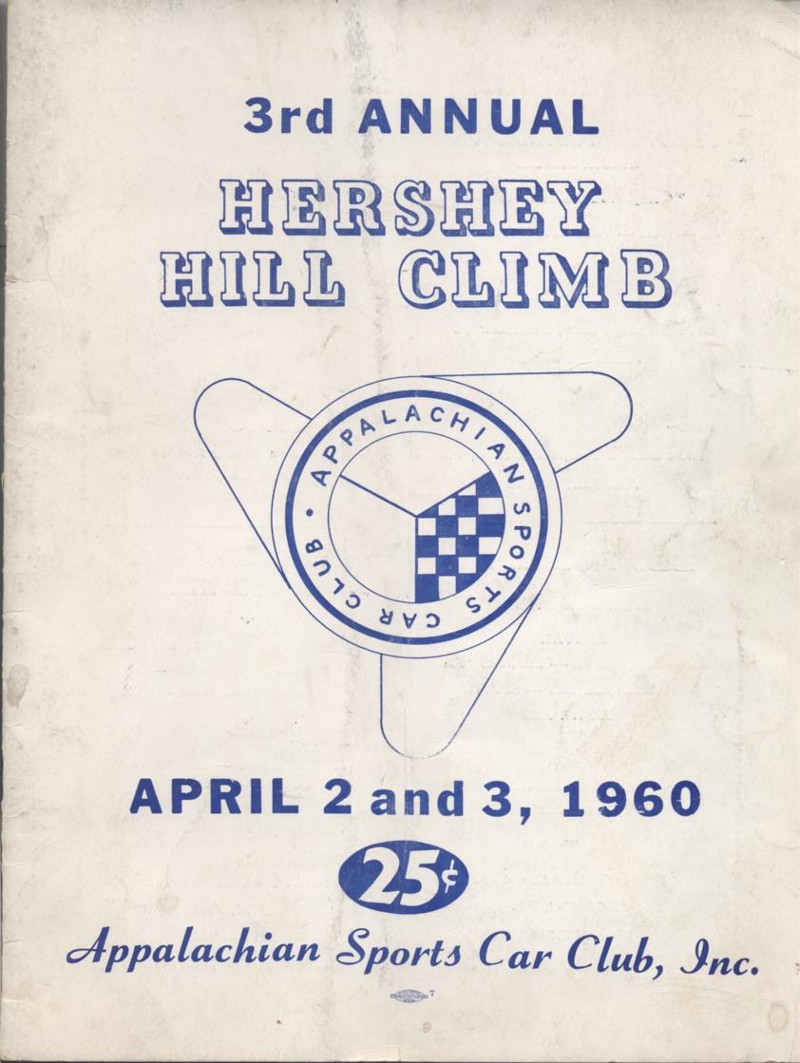 3rd ANNUAL
HERSHEY
HILL CLIMB
APPALACHIAN SPORTS CAR CLUB •
APRIL 2 and 3, 1960
25¢
Appalachian Sports Car Club, Inc.
7